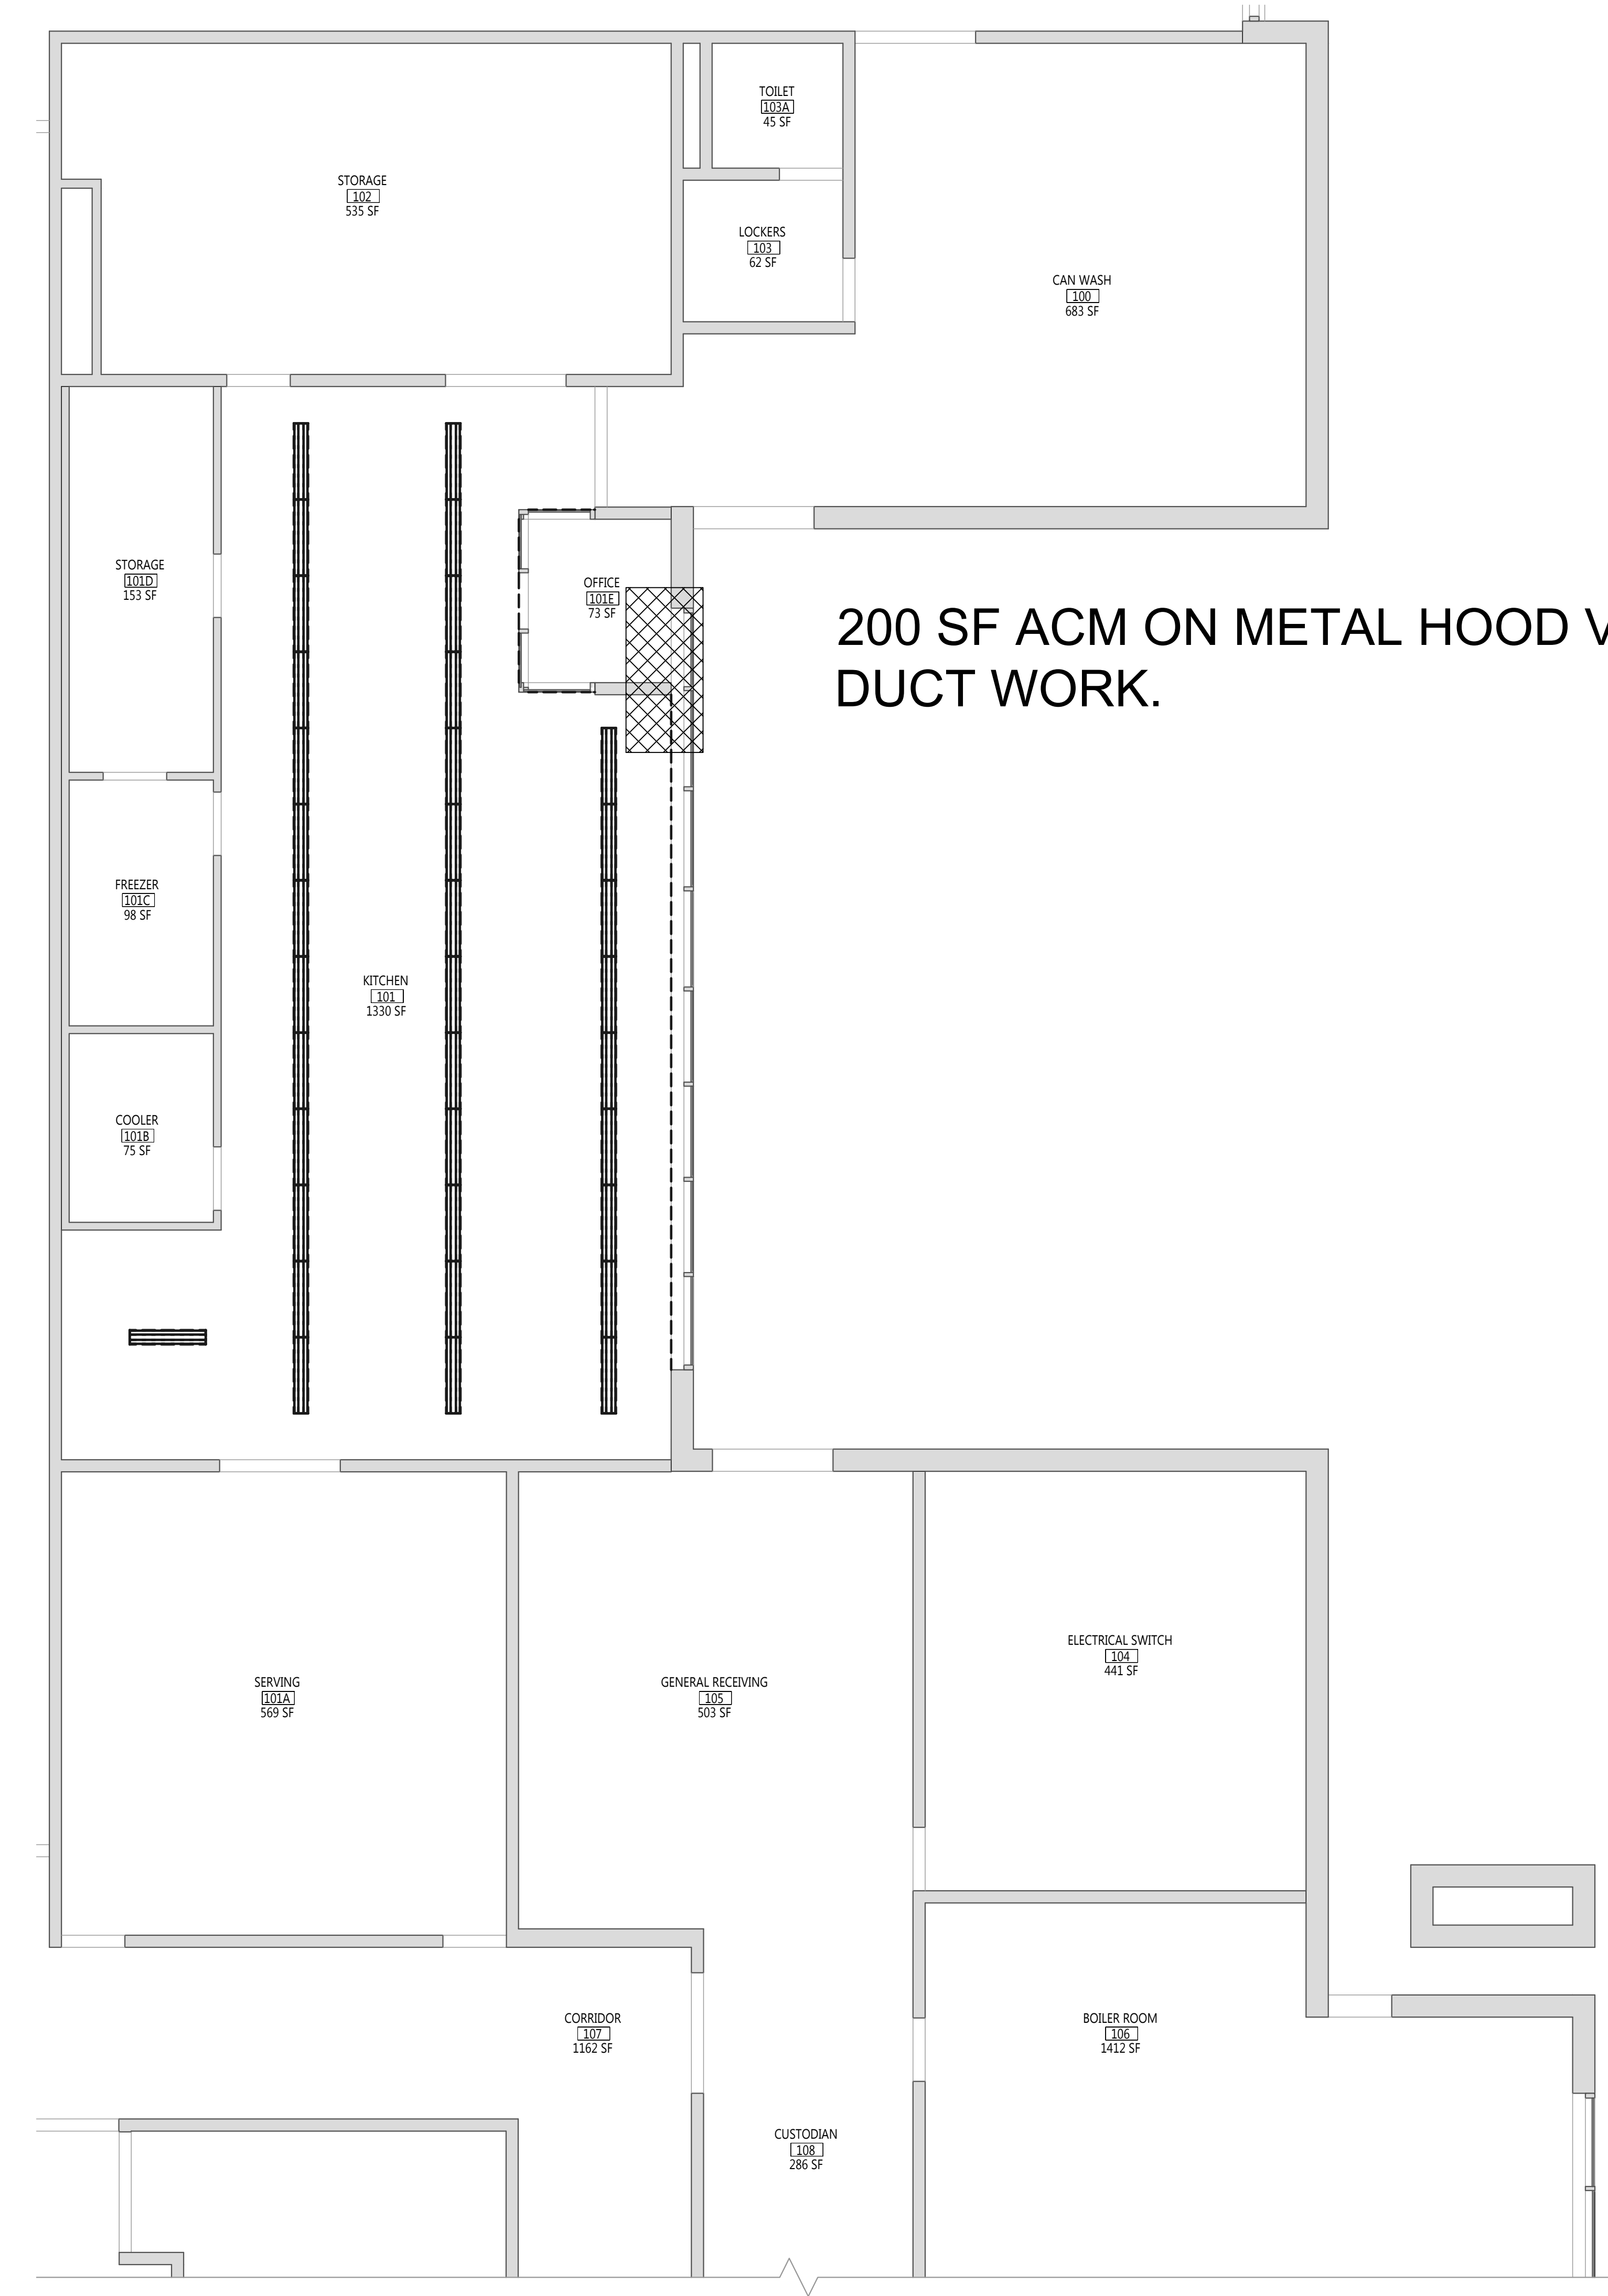 TOILET
103A
45 SF
STORAGE
102
535 SF
LOCKERS
103
62 SF
CAN WASH
100
683 SF
STORAGE
101D
153 SF
OFFICE
101E
73 SF
200 SF ACM ON METAL HOOD
DUCT WORK.
FREEZER
101C
98 SF
KITCHEN
101
1330 SF
COOLER
101B
75 SF
ELECTRICAL SWITCH
104
441 SF
SERVING
101A
569 SF
GENERAL RECEIVING
105
503 SF
CORRIDOR
107
1162 SF
BOILER ROOM
106
1412 SF
CUSTODIAN
108
286 SF